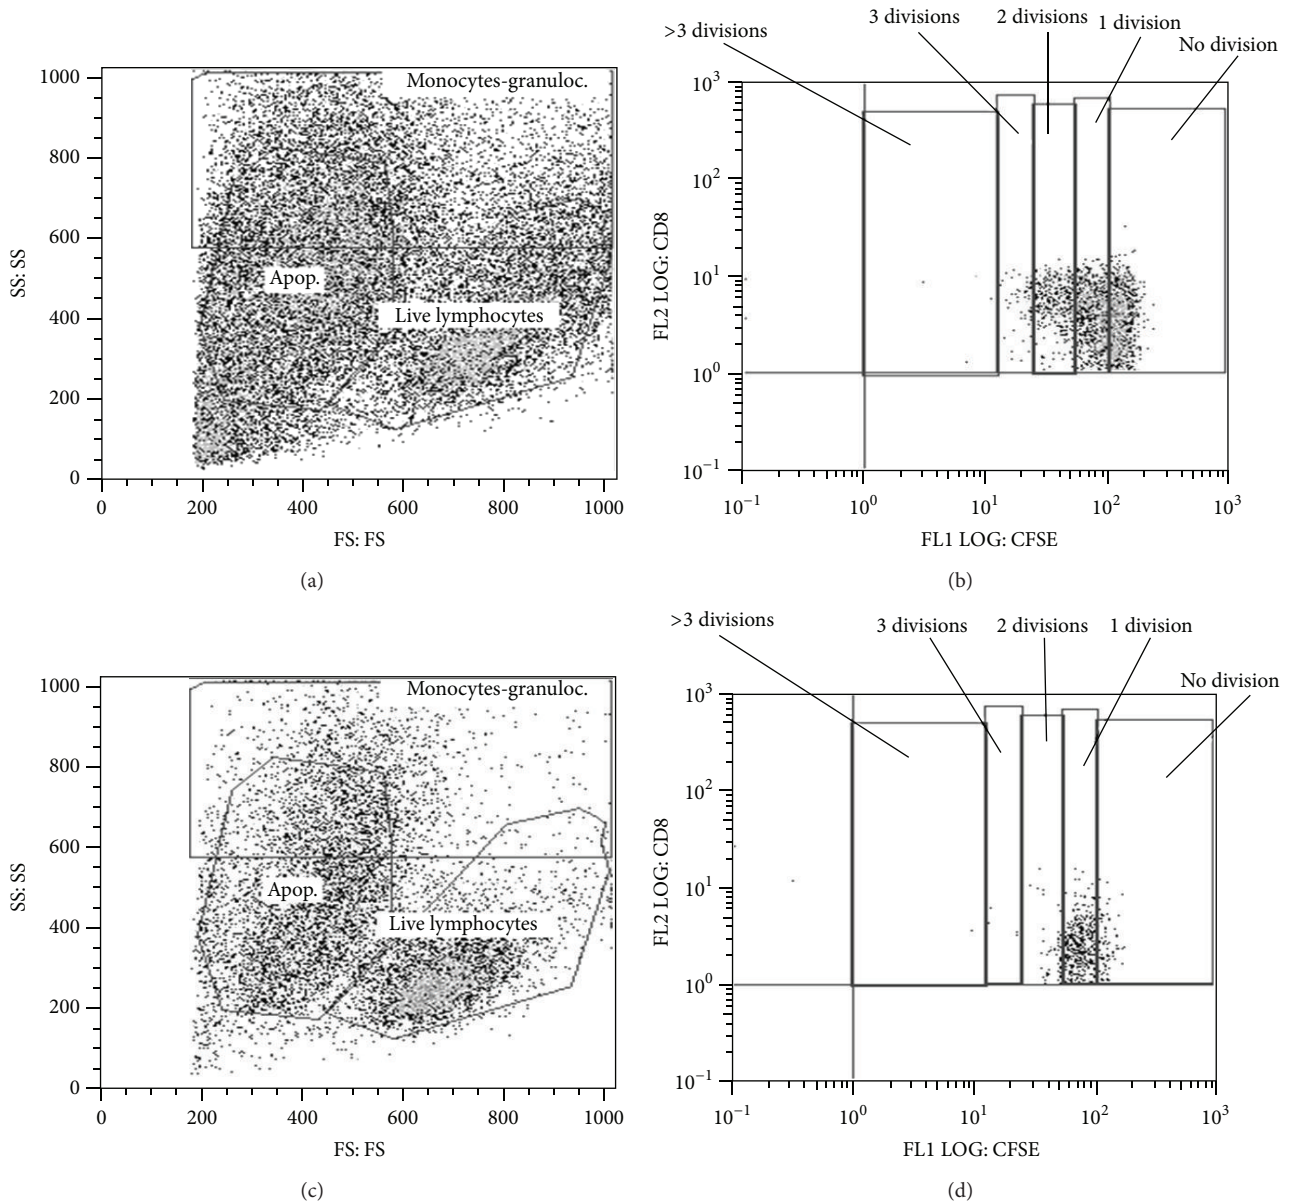 Monocytes-granuloc.
Apop.
Live lymphocytes
1000
800
600
400
200
0
SS: SS
0 200 400 600 800 1000
FS: FS
(a)
>3 divisions 3 divisions 2 divisions 1 division No division
10³
10²
10¹
10⁰
10⁻¹
FL2 LOG: CD8
10⁻¹ 10⁰ 10¹ 10² 10³
FL1 LOG: CFSE
(b)
Monocytes-granuloc.
Apop.
Live lymphocytes
1000
800
600
400
200
0
SS: SS
0 200 400 600 800 1000
FS: FS
(c)
>3 divisions 3 divisions 2 divisions 1 division No division
10³
10²
10¹
10⁰
10⁻¹
FL2 LOG: CD8
10⁻¹ 10⁰ 10¹ 10² 10³
FL1 LOG: CFSE
(d)